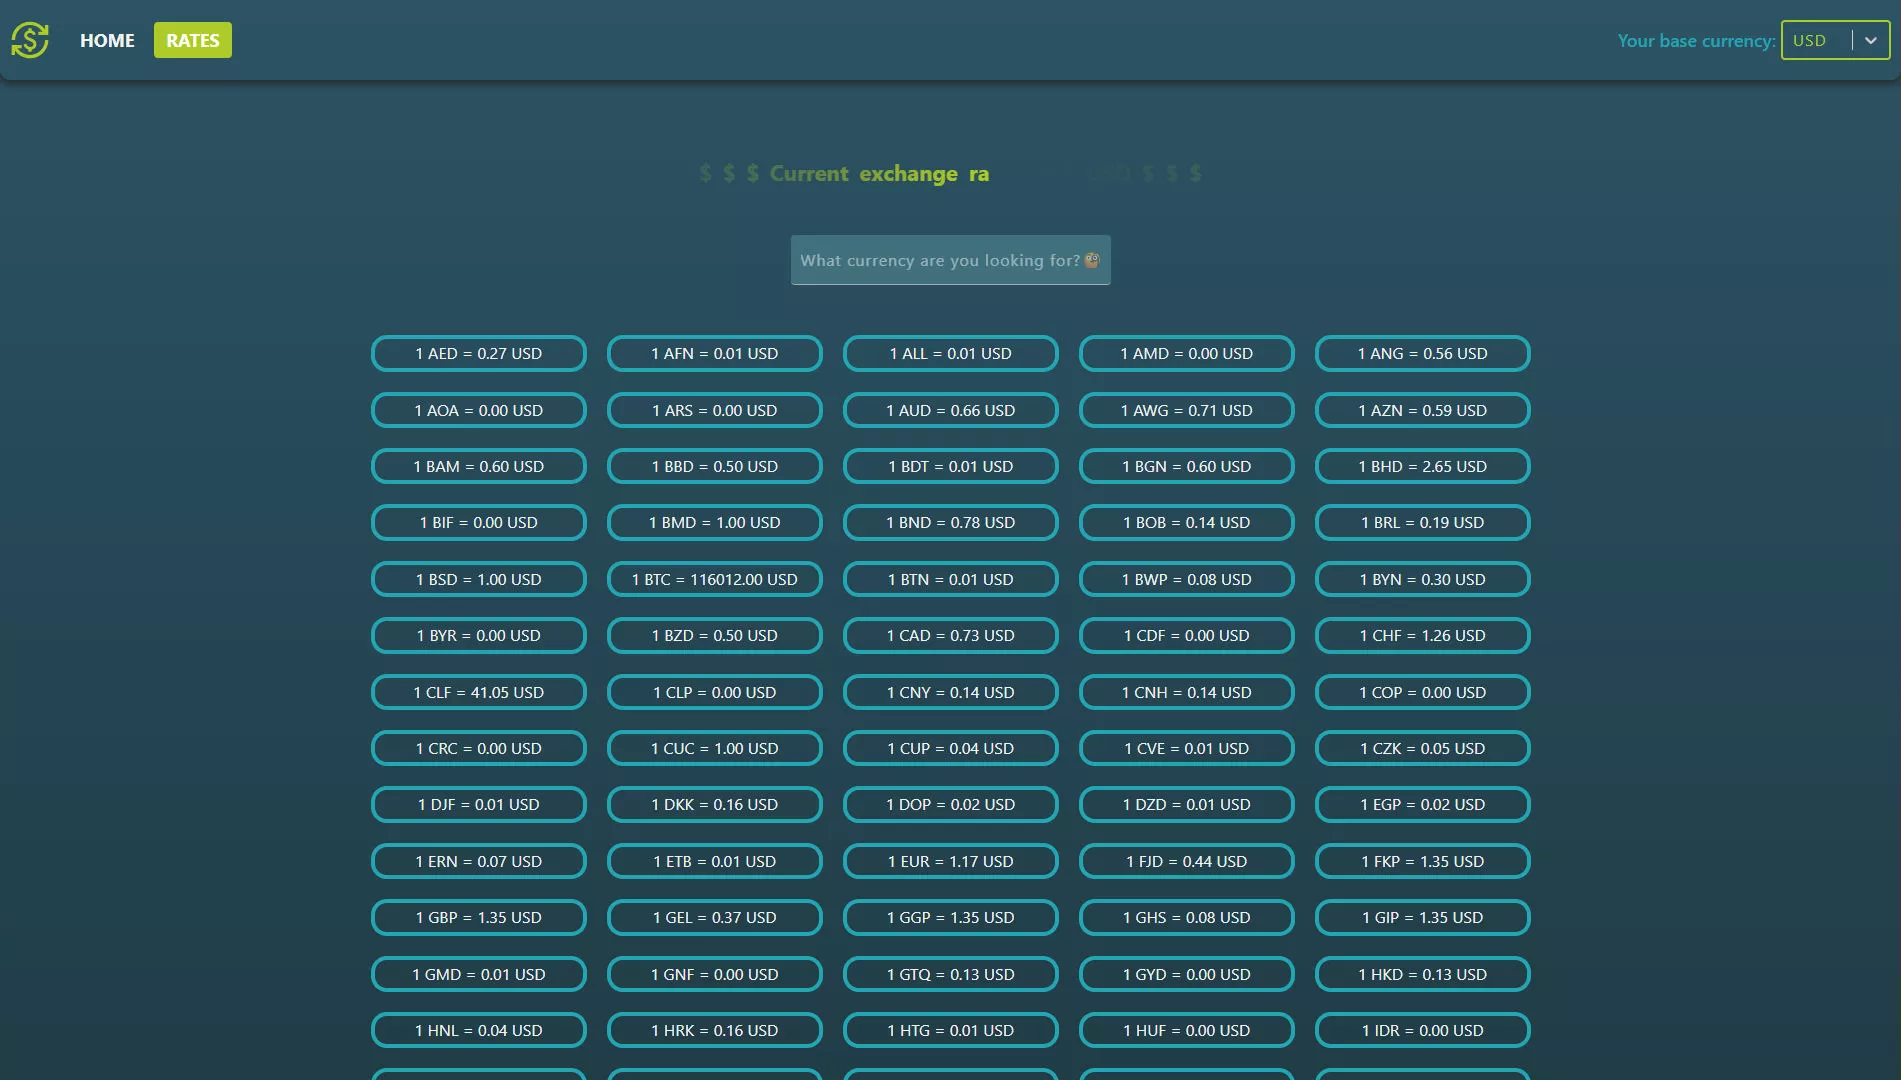 HOME RATES Your base currency: USD
$ $ $ Current exchange ra USD $ $ $
What currency are you looking for?
1 AED = 0.27 USD 1 AFN = 0.01 USD 1 ALL = 0.01 USD 1 AMD = 0.00 USD 1 ANG = 0.56 USD
1 AOA = 0.00 USD 1 ARS = 0.00 USD 1 AUD = 0.66 USD 1 AWG = 0.71 USD 1 AZN = 0.59 USD
1 BAM = 0.60 USD 1 BBD = 0.50 USD 1 BDT = 0.01 USD 1 BGN = 0.60 USD 1 BHD = 2.65 USD
1 BIF = 0.00 USD 1 BMD = 1.00 USD 1 BND = 0.78 USD 1 BOB = 0.14 USD 1 BRL = 0.19 USD
1 BSD = 1.00 USD 1 BTC = 116012.00 USD 1 BTN = 0.01 USD 1 BWP = 0.08 USD 1 BYN = 0.30 USD
1 BYR = 0.00 USD 1 BZD = 0.50 USD 1 CAD = 0.73 USD 1 CDF = 0.00 USD 1 CHF = 1.26 USD
1 CLF = 41.05 USD 1 CLP = 0.00 USD 1 CNY = 0.14 USD 1 CNH = 0.14 USD 1 COP = 0.00 USD
1 CRC = 0.00 USD 1 CUC = 1.00 USD 1 CUP = 0.04 USD 1 CVE = 0.01 USD 1 CZK = 0.05 USD
1 DJF = 0.01 USD 1 DKK = 0.16 USD 1 DOP = 0.02 USD 1 DZD = 0.01 USD 1 EGP = 0.02 USD
1 ERN = 0.07 USD 1 ETB = 0.01 USD 1 EUR = 1.17 USD 1 FJD = 0.44 USD 1 FKP = 1.35 USD
1 GBP = 1.35 USD 1 GEL = 0.37 USD 1 GGP = 1.35 USD 1 GHS = 0.08 USD 1 GIP = 1.35 USD
1 GMD = 0.01 USD 1 GNF = 0.00 USD 1 GTQ = 0.13 USD 1 GYD = 0.00 USD 1 HKD = 0.13 USD
1 HNL = 0.04 USD 1 HRK = 0.16 USD 1 HTG = 0.01 USD 1 HUF = 0.00 USD 1 IDR = 0.00 USD